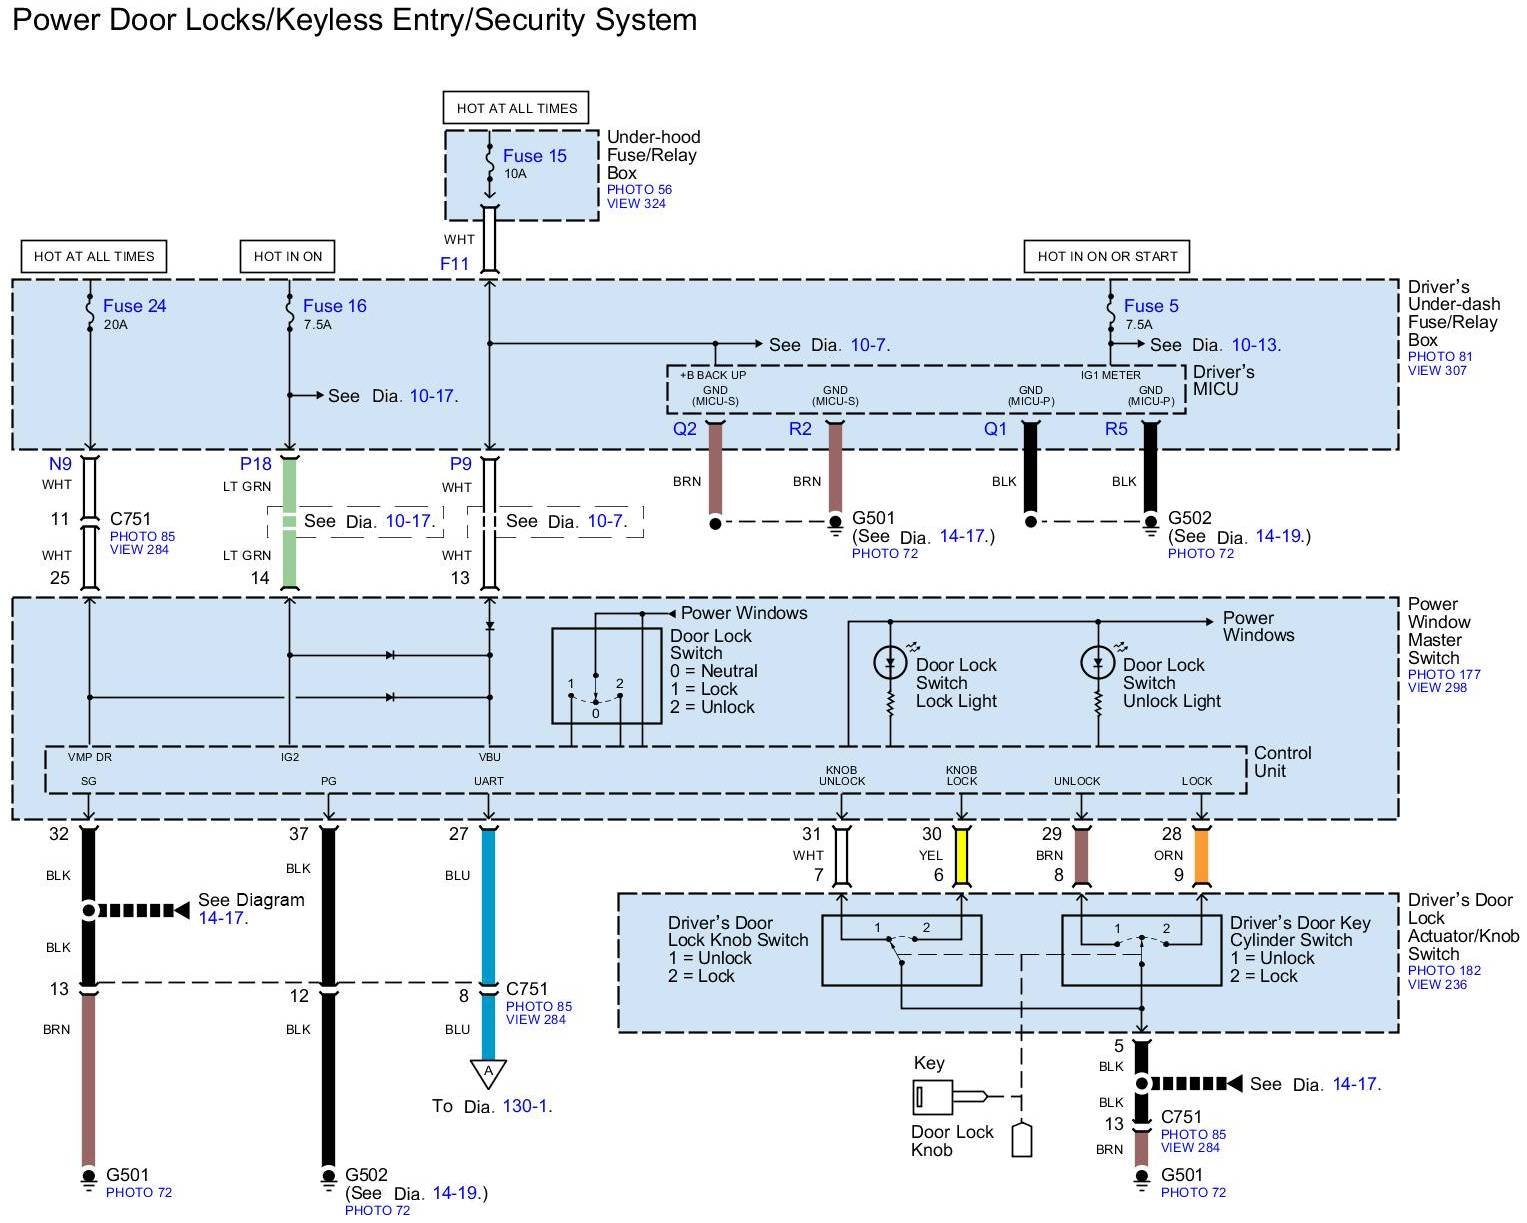 Power Door Locks/Keyless Entry/Security System
HOT AT ALL TIMES
Fuse 15
10A
Under-hood
Fuse/Relay
Box
PHOTO 56
VIEW 324
WHT
F11
HOT AT ALL TIMES
HOT IN ON
HOT IN ON OR START
Fuse 24
20A
Fuse 16
7.5A
Fuse 5
7.5A
See Dia. 10-17.
See Dia. 10-7.
See Dia. 10-13.
Driver's
Under-dash
Fuse/Relay
Box
PHOTO 81
VIEW 307
+B BACK UP
IG1 METER
GND
(MICU-S)
GND
(MICU-S)
GND
(MICU-P)
GND
(MICU-P)
Driver's
MICU
Q2
R2
Q1
R5
BRN
BRN
BLK
BLK
G501
(See Dia. 14-17.)
PHOTO 72
G502
(See Dia. 14-19.)
PHOTO 72
N9
WHT
11
C751
PHOTO 85
VIEW 284
WHT
25
P18
LT GRN
See Dia. 10-17.
LT GRN
14
P9
WHT
See Dia. 10-7.
WHT
13
Power Windows
Door Lock
Switch
0 = Neutral
1 = Lock
2 = Unlock
1
2
0
Door Lock
Switch
Lock Light
Door Lock
Switch
Unlock Light
Power
Windows
Power
Window
Master
Switch
PHOTO 177
VIEW 298
VMP DR
IG2
VBU
SG
PG
UART
KNOB
UNLOCK
KNOB
LOCK
UNLOCK
LOCK
Control
Unit
32
BLK
See Diagram
14-17.
BLK
13
BRN
G501
PHOTO 72
37
BLK
12
BLK
G502
(See Dia. 14-19.)
PHOTO 72
27
BLU
8
C751
PHOTO 85
VIEW 284
BLU
A
To Dia. 130-1.
31
WHT
7
30
YEL
6
29
BRN
8
28
ORN
9
Driver's Door
Lock Knob Switch
1 = Unlock
2 = Lock
1
2
1
2
Driver's Door Key
Cylinder Switch
1 = Unlock
2 = Lock
Driver's Door
Lock
Actuator/Knob
Switch
PHOTO 182
VIEW 236
Key
Door Lock
Knob
5
BLK
See Dia. 14-17.
BLK
13
C751
PHOTO 85
VIEW 284
BRN
G501
PHOTO 72